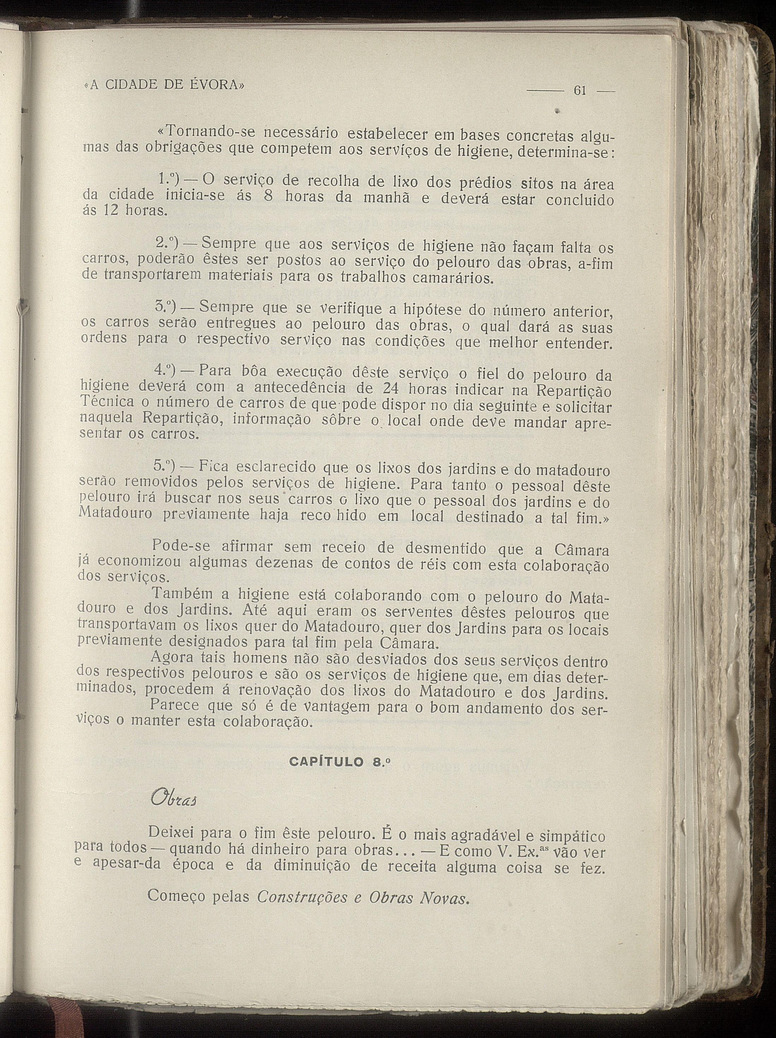 «A CIDADE DE ÉVORA»
61
«Tornando-se necessário estabelecer em bases concretas algu-
mas das obrigações que competem aos serviços de higiene, determina-se:
1.º) — O serviço de recolha de lixo dos prédios sitos na área
da cidade inicia-se ás 8 horas da manhã e deverá estar concluido
ás 12 horas.
2.º) — Sempre que aos serviços de higiene não façam falta os
carros, poderão êstes ser postos ao serviço do pelouro das obras, a-fim
de transportarem materiais para os trabalhos camarários.
3.º) — Sempre que se verifique a hipótese do número anterior,
os carros serão entregues ao pelouro das obras, o qual dará as suas
ordens para o respectivo serviço nas condições que melhor entender.
4.º) — Para bôa execução dêste serviço o fiel do pelouro da
higiene deverá com a antecedência de 24 horas indicar na Repartição
Técnica o número de carros de que pode dispor no dia seguinte e solicitar
naquela Repartição, informação sôbre o local onde deve mandar apre-
sentar os carros.
5.º) — Fica esclarecido que os lixos dos jardins e do matadouro
serão removidos pelos serviços de higiene. Para tanto o pessoal dêste
pelouro irá buscar nos seus carros o lixo que o pessoal dos jardins e do
Matadouro previamente haja reco hido em local destinado a tal fim.»
Pode-se afirmar sem receio de desmentido que a Câmara
já economizou algumas dezenas de contos de réis com esta colaboração
dos serviços.
Também a higiene está colaborando com o pelouro do Mata-
douro e dos Jardins. Até aqui eram os serventes dêstes pelouros que
transportavam os lixos quer do Matadouro, quer dos Jardins para os locais
previamente designados para tal fim pela Câmara.
Agora tais homens não são desviados dos seus serviços dentro
dos respectivos pelouros e são os serviços de higiene que, em dias deter-
minados, procedem á renovação dos lixos do Matadouro e dos Jardins.
Parece que só é de vantagem para o bom andamento dos ser-
viços o manter esta colaboração.
CAPÍTULO 8.º
Obras
Deixei para o fim êste pelouro. É o mais agradável e simpático
para todos — quando há dinheiro para obras... — E como V. Ex.as vão ver
e apesar-da época e da diminuição de receita alguma coisa se fez.
Começo pelas Construções e Obras Novas.